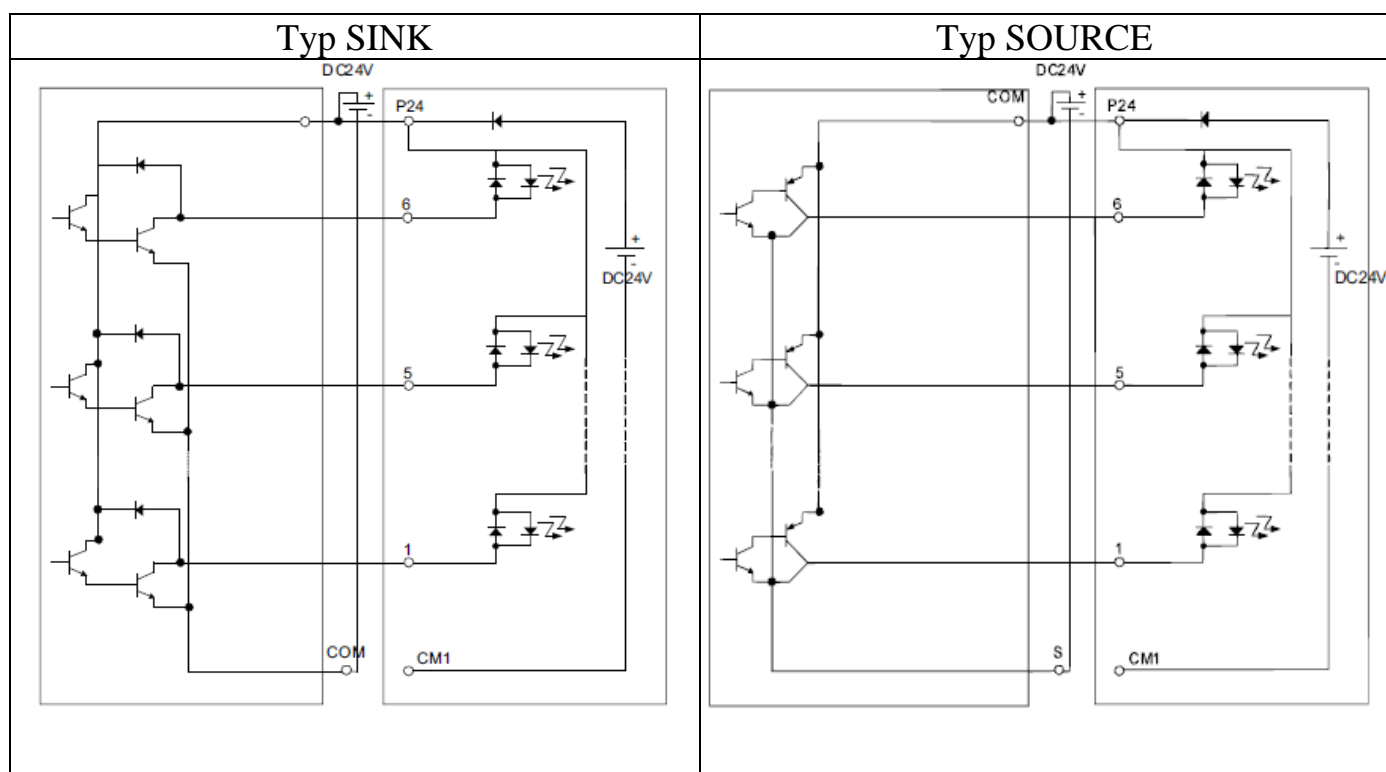 Typ SINK
DC24V
+
-
P24
6
+
-
DC24V
5
1
COM
CM1
Typ SOURCE
DC24V
COM
+
-
P24
6
+
-
DC24V
5
1
S
CM1